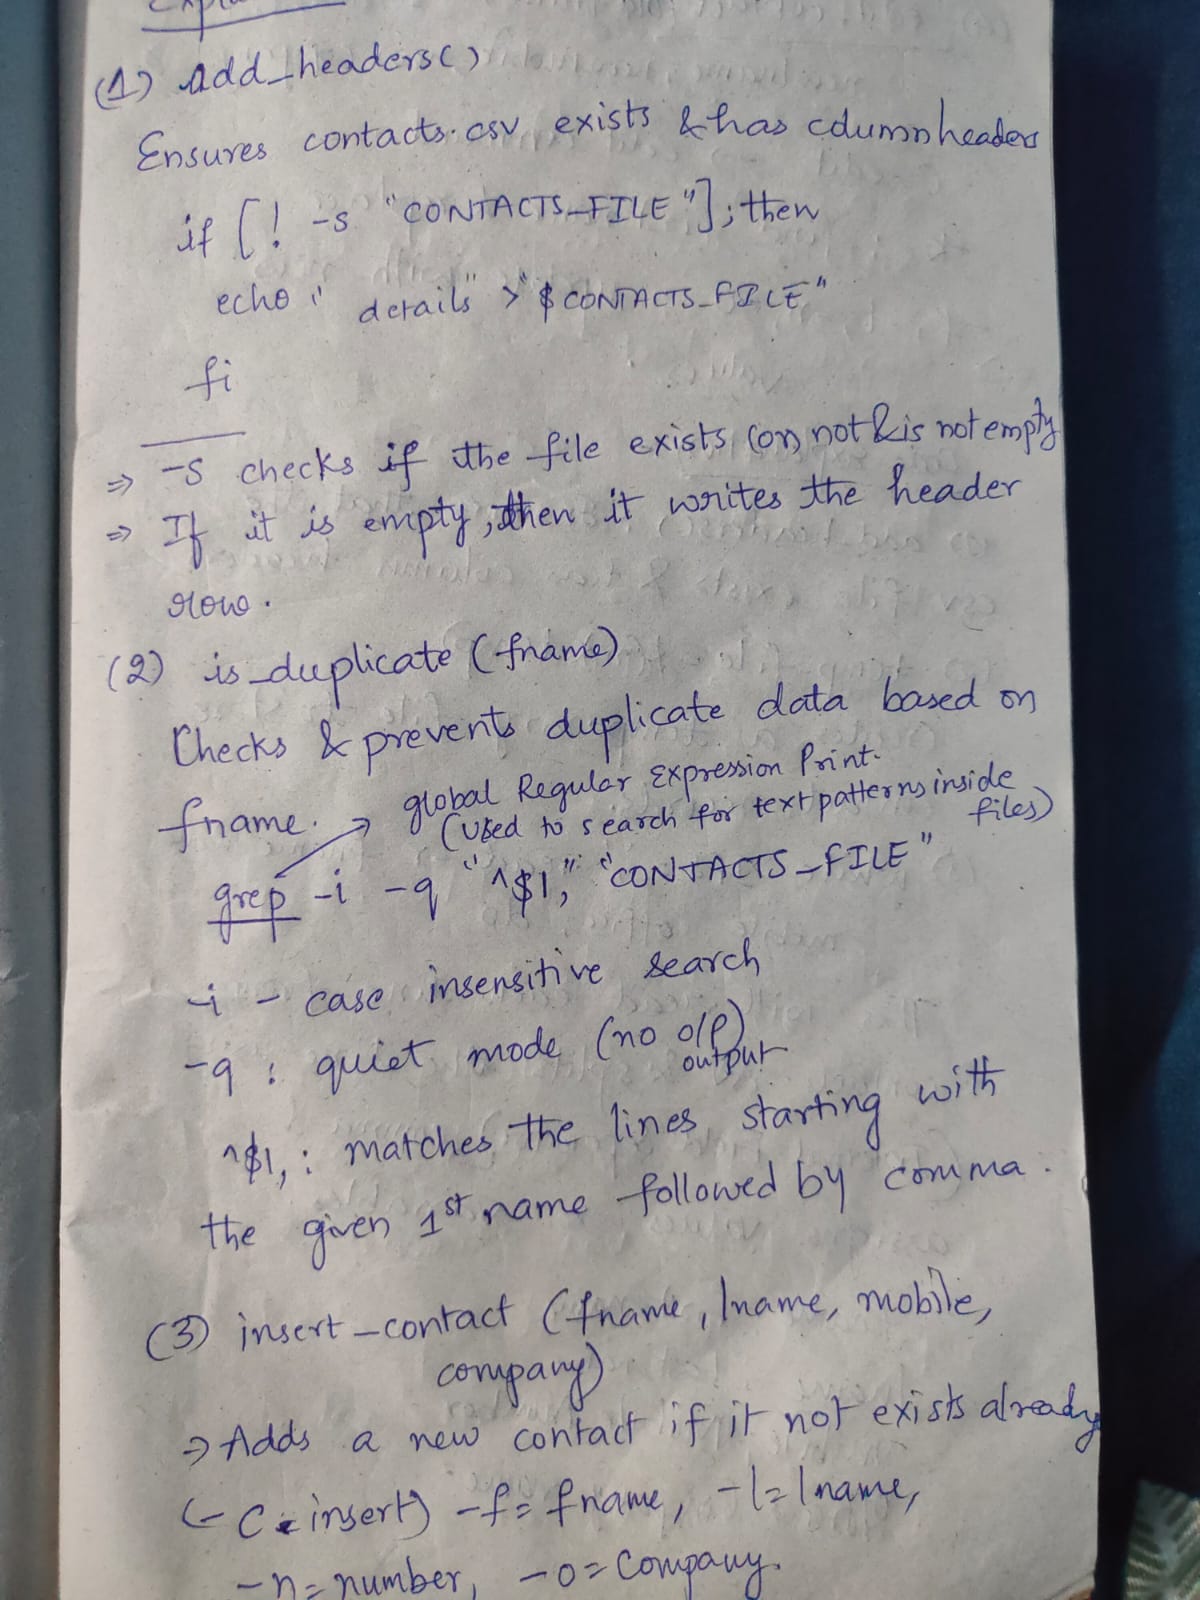 (1) add_headers()
Ensures contacts.csv exists & has column headers
if [ ! -s "CONTACTS_FILE"]; then
echo " details" > "$CONTACTS_FILE"
fi
⇒ -s checks if the file exists (or) not & is not empty
⇒ If it is empty, then it writes the header
row.
(2) is_duplicate (fname)
Checks & prevents duplicate data based on
fname.
→ global Regular Expression Print.
(Used to search for text patterns inside
files)
grep -i -q "^$1," "CONTACTS_FILE"
-i - case insensitive search
-q : quiet mode (no o/p)
output
^$1, : matches the lines starting with
the given 1st name followed by comma.
(3) insert_contact (fname, lname, mobile,
company)
→ Adds a new contact if it not exists already
(-C = insert) -f = fname, -l = lname,
-n = number, -o = Company.